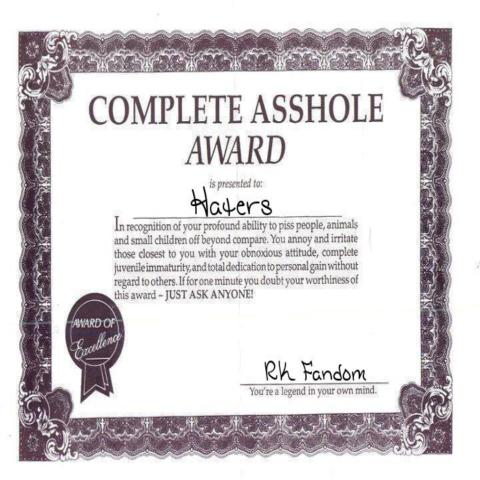 COMPLETE ASSHOLE
AWARD
is presented to:
Haters
In recognition of your profound ability to piss people, animals
and small children off beyond compare. You annoy and irritate
those closest to you with your obnoxious attitude, complete
juvenile immaturity, and total dedication to personal gain without
regard to others. If for one minute you doubt your worthiness of
this award – JUST ASK ANYONE!
AWARD OF
Excellence
RK Fandom
You're a legend in your own mind.